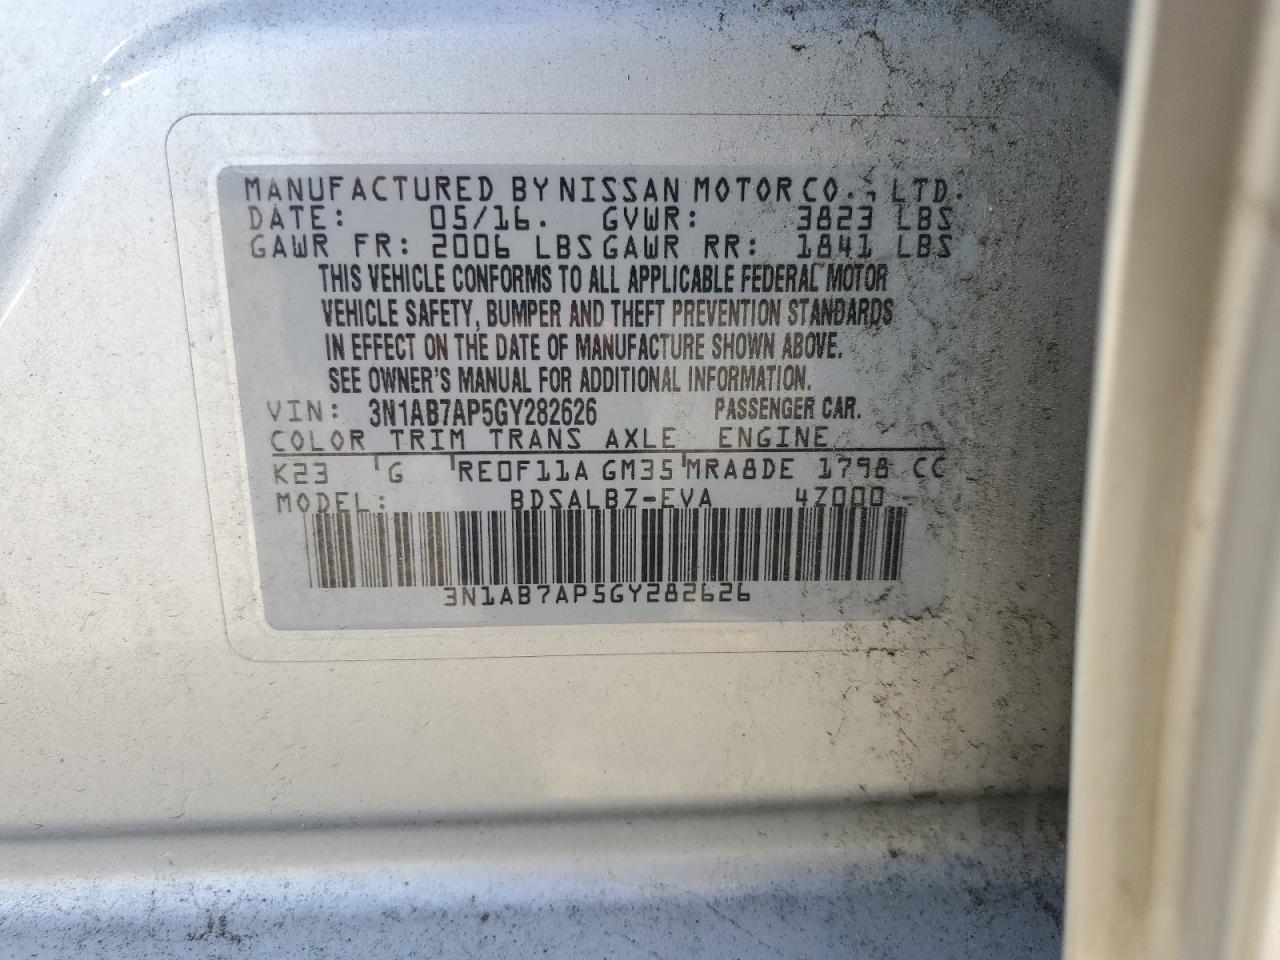 MANUFACTURED BY NISSAN MOTOR CO., LTD.
DATE: 05/16. GVWR: 3823 LBS
GAWR FR: 2006 LBS GAWR RR: 1841 LBS
THIS VEHICLE CONFORMS TO ALL APPLICABLE FEDERAL MOTOR
VEHICLE SAFETY, BUMPER AND THEFT PREVENTION STANDARDS
IN EFFECT ON THE DATE OF MANUFACTURE SHOWN ABOVE.
SEE OWNER'S MANUAL FOR ADDITIONAL INFORMATION.
VIN: 3N1AB7AP5GY282626 PASSENGER CAR.
COLOR TRIM TRANS AXLE ENGINE
K23 G RE0F11A GM35 MRA8DE 1798 CC
MODEL: BDSALBZ-EVA 4Z000-
3N1AB7AP5GY282626